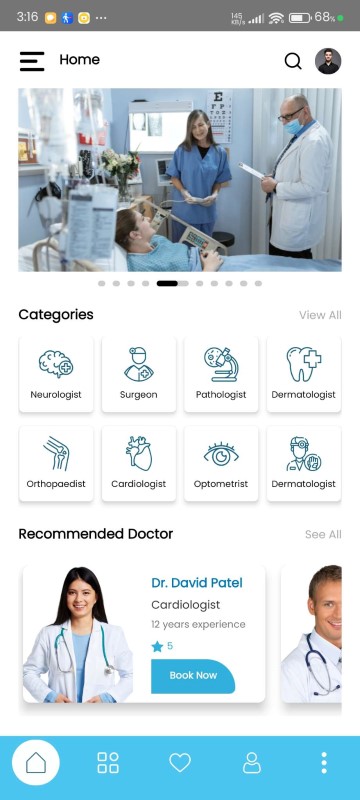 3:16
145
KB/s
68%
Home
E
Categories
View All
Neurologist
Surgeon
Pathologist
Dermatologist
Orthopaedist
Cardiologist
Optometrist
Dermatologist
Recommended Doctor
See All
Dr. David Patel
Cardiologist
12 years experience
5
Book Now